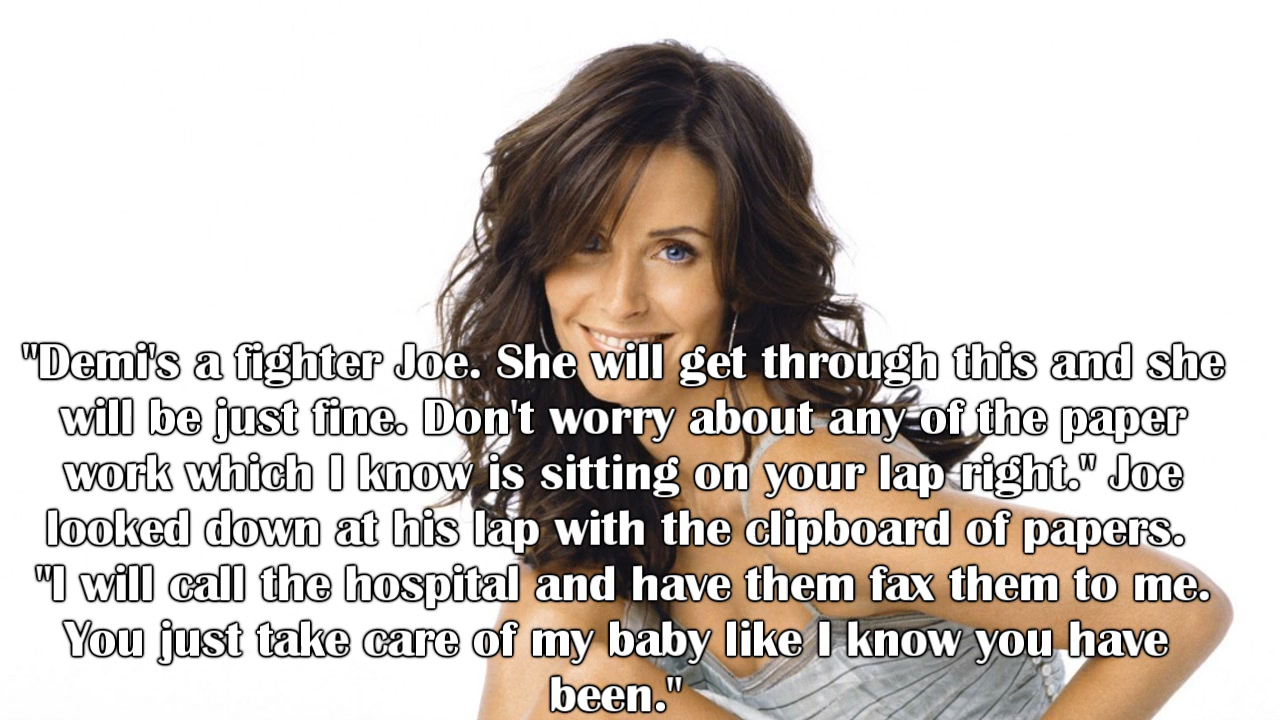 "Demi's a fighter Joe. She will get through this and she
will be just fine. Don't worry about any of the paper
work which I know is sitting on your lap right." Joe
looked down at his lap with the clipboard of papers.
"I will call the hospital and have them fax them to me.
You just take care of my baby like I know you have
been."